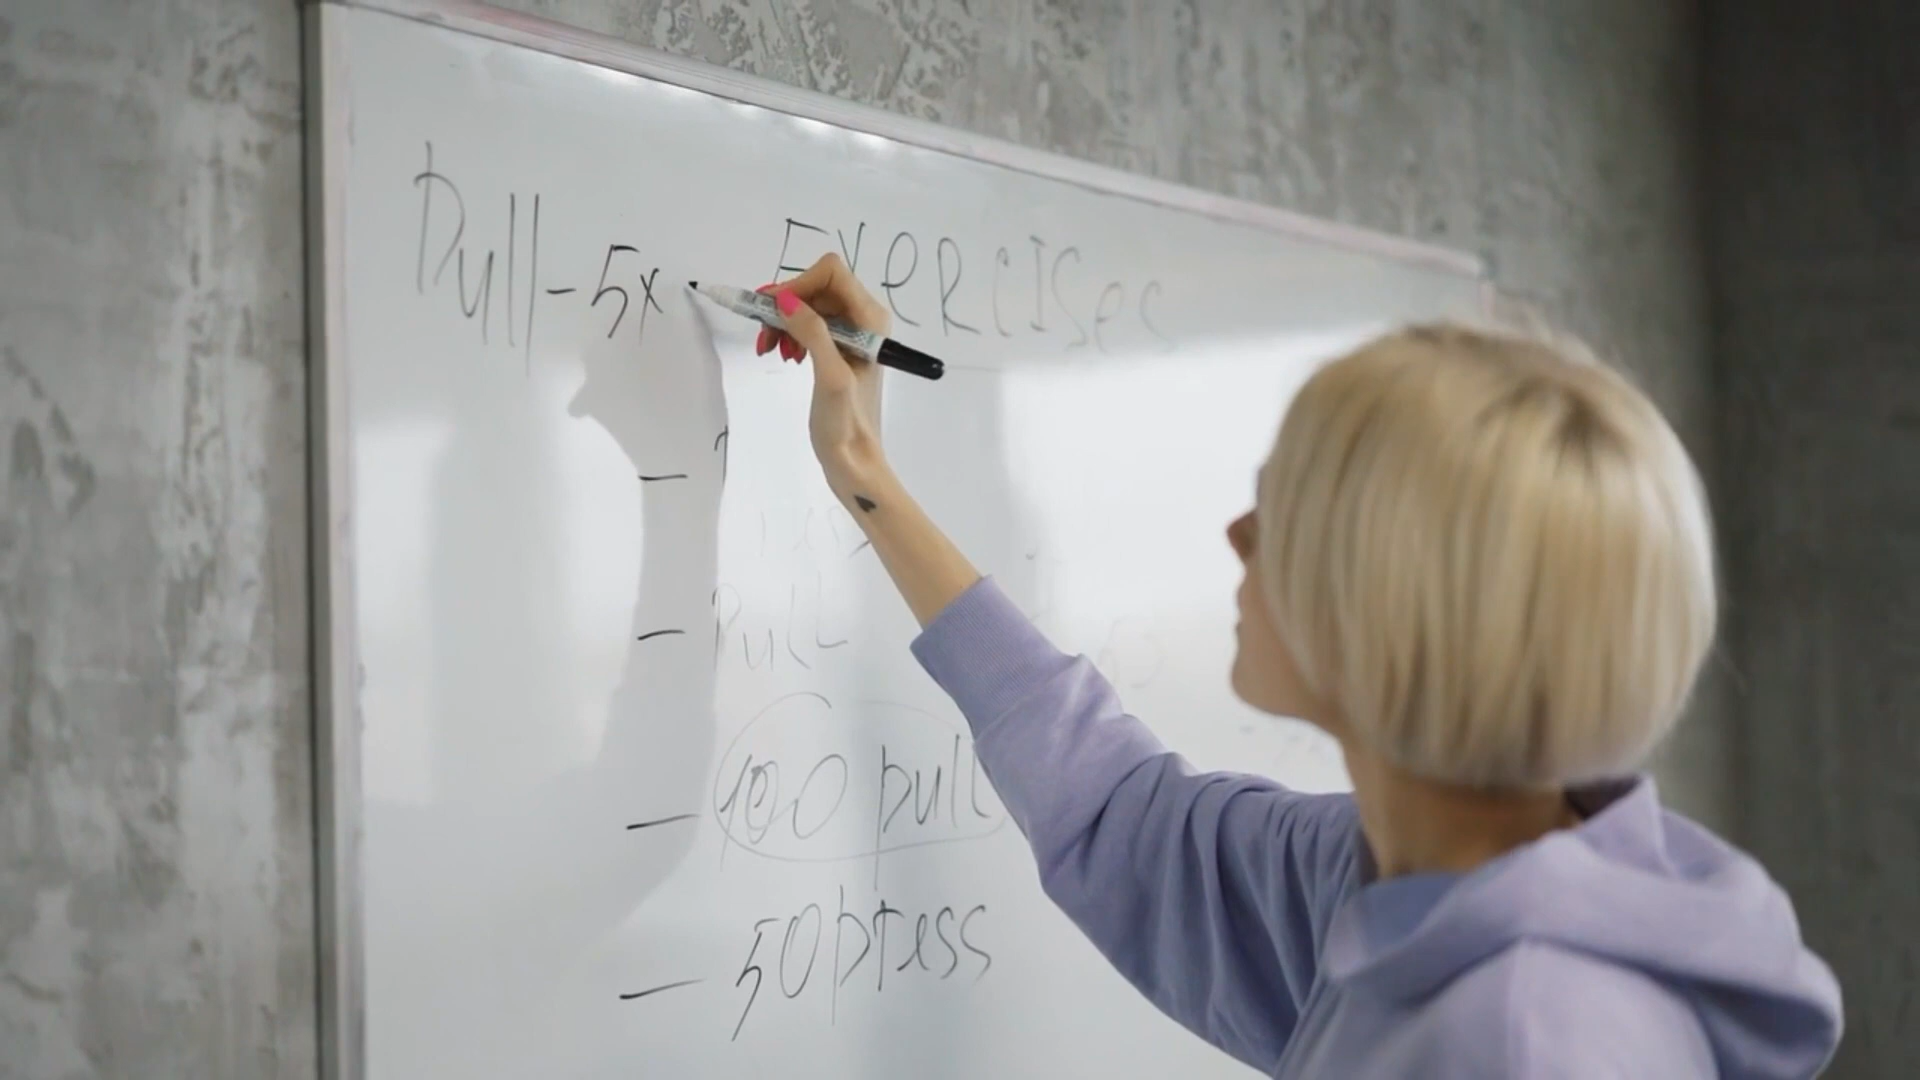 Pull - 5x
EXERCISES
-
- Pull
- 100 pull
- 50 press